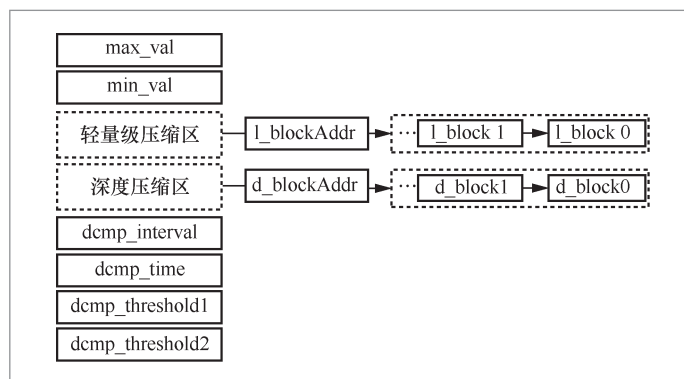 max_val
min_val
轻量级压缩区 l_blockAddr ··· l_block 1 l_block 0
深度压缩区 d_blockAddr ··· d_block1 d_block0
dcmp_interval
dcmp_time
dcmp_threshold1
dcmp_threshold2